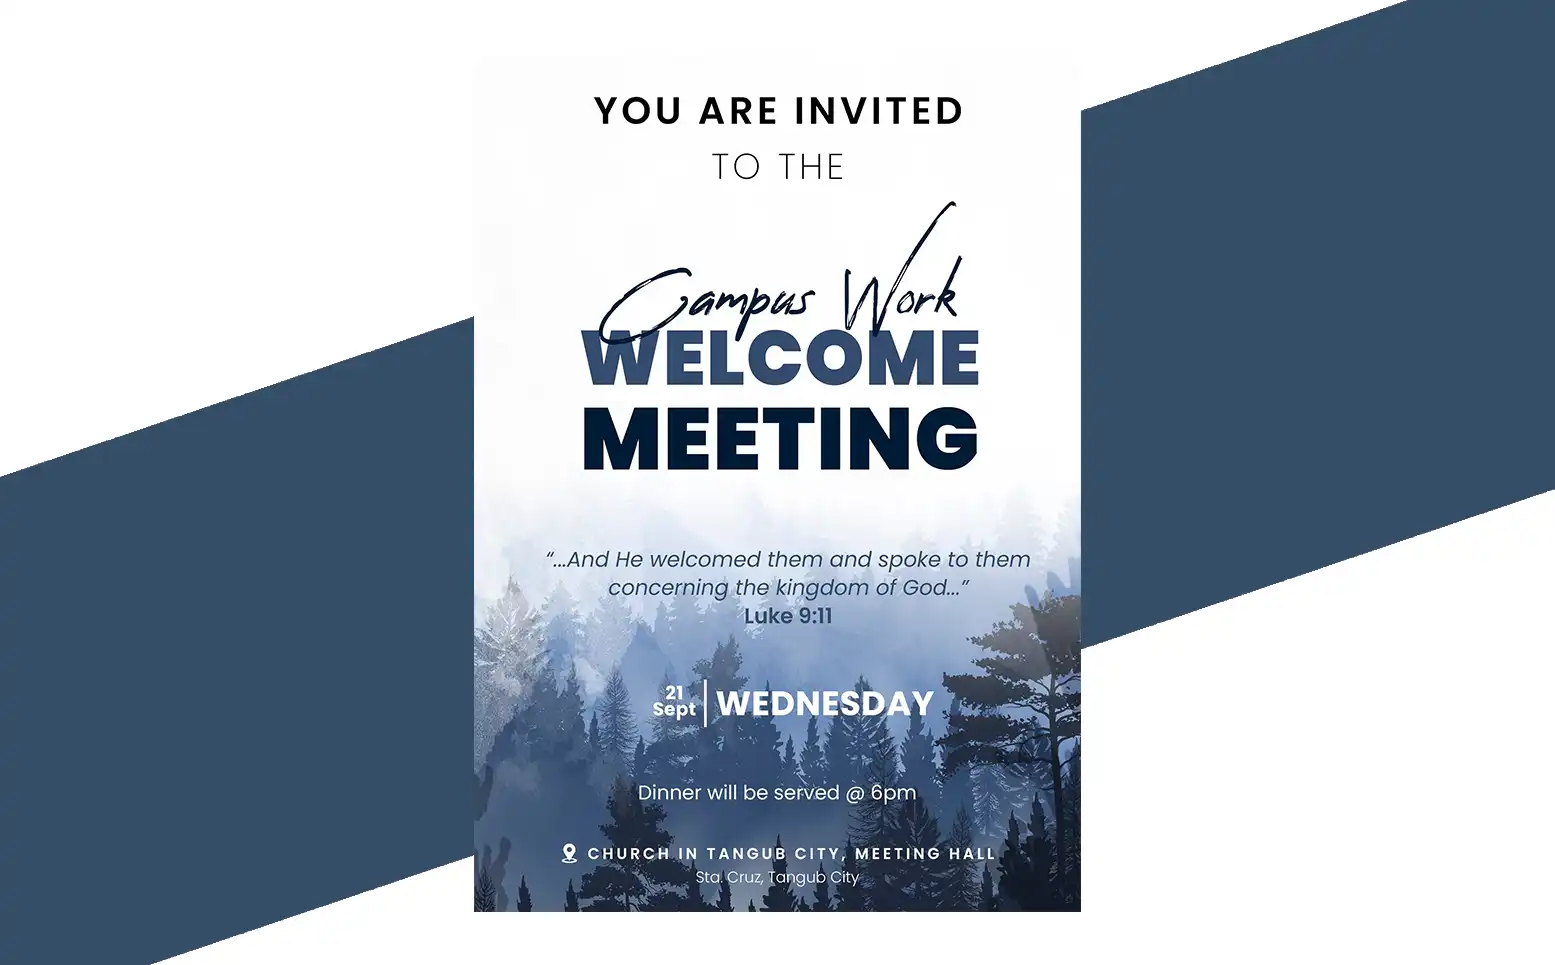 YOU ARE INVITED
TO THE
Campus Work
WELCOME
MEETING
“...And He welcomed them and spoke to them
concerning the kingdom of God...”
Luke 9:11
21
Sept
WEDNESDAY
Dinner will be served @ 6pm
CHURCH IN TANGUB CITY, MEETING HALL
Sta. Cruz, Tangub City